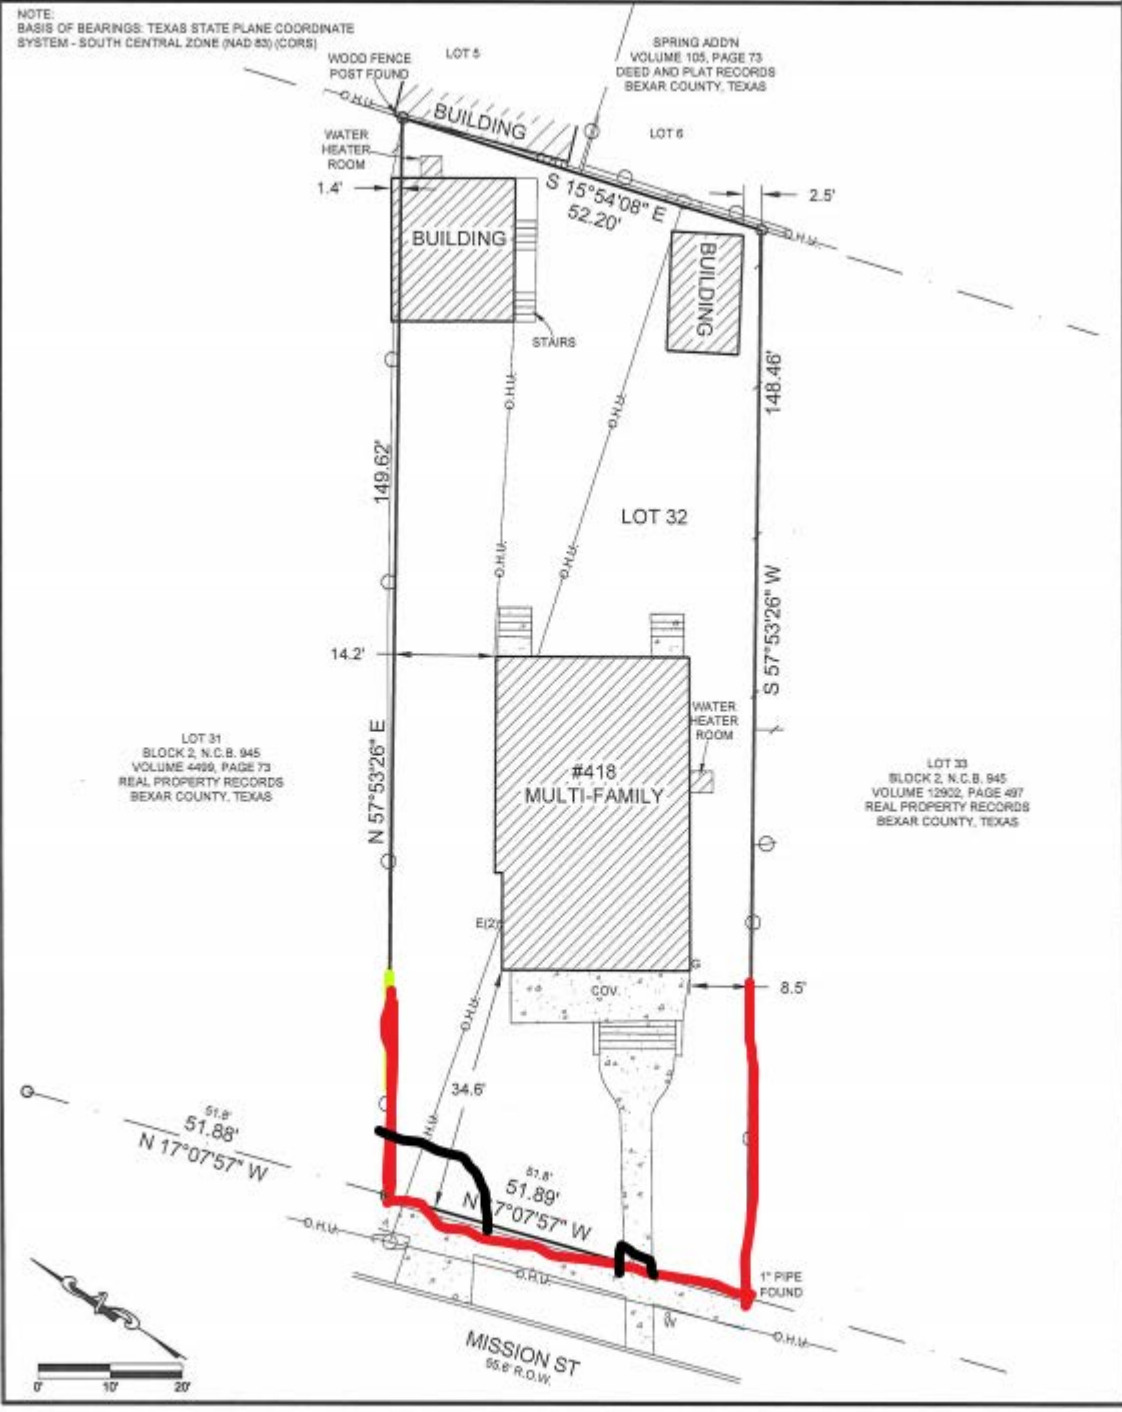 NOTE:
BASIS OF BEARINGS: TEXAS STATE PLANE COORDINATE
SYSTEM - SOUTH CENTRAL ZONE (NAD 83) (CORS)
LOT 5
SPRING ADD'N
VOLUME 105, PAGE 73
DEED AND PLAT RECORDS
BEXAR COUNTY, TEXAS
WOOD FENCE
POST FOUND
O.H.U.
BUILDING
LOT 6
WATER
HEATER
ROOM
1.4'
S 15°54'08" E
52.20'
2.5'
O.H.U.
BUILDING
BUILDING
STAIRS
O.H.U.
O.H.U.
148.46'
149.62'
LOT 32
O.H.U.
O.H.U.
S 57°53'26" W
14.2'
N 57°53'26" E
WATER
HEATER
ROOM
LOT 31
BLOCK 2, N.C.B. 945
VOLUME 4499, PAGE 73
REAL PROPERTY RECORDS
BEXAR COUNTY, TEXAS
#418
MULTI-FAMILY
LOT 33
BLOCK 2, N.C.B. 945
VOLUME 12902, PAGE 497
REAL PROPERTY RECORDS
BEXAR COUNTY, TEXAS
E(2)
G
COV.
8.5'
O.H.U.
34.6'
51.8'
51.88'
N 17°07'57" W
H.U.
51.8'
51.89'
N 17°07'57" W
O.H.U.
O.H.U.
1" PIPE
FOUND
O.H.U.
MISSION ST
55.6' R.O.W.
0' 10' 20'